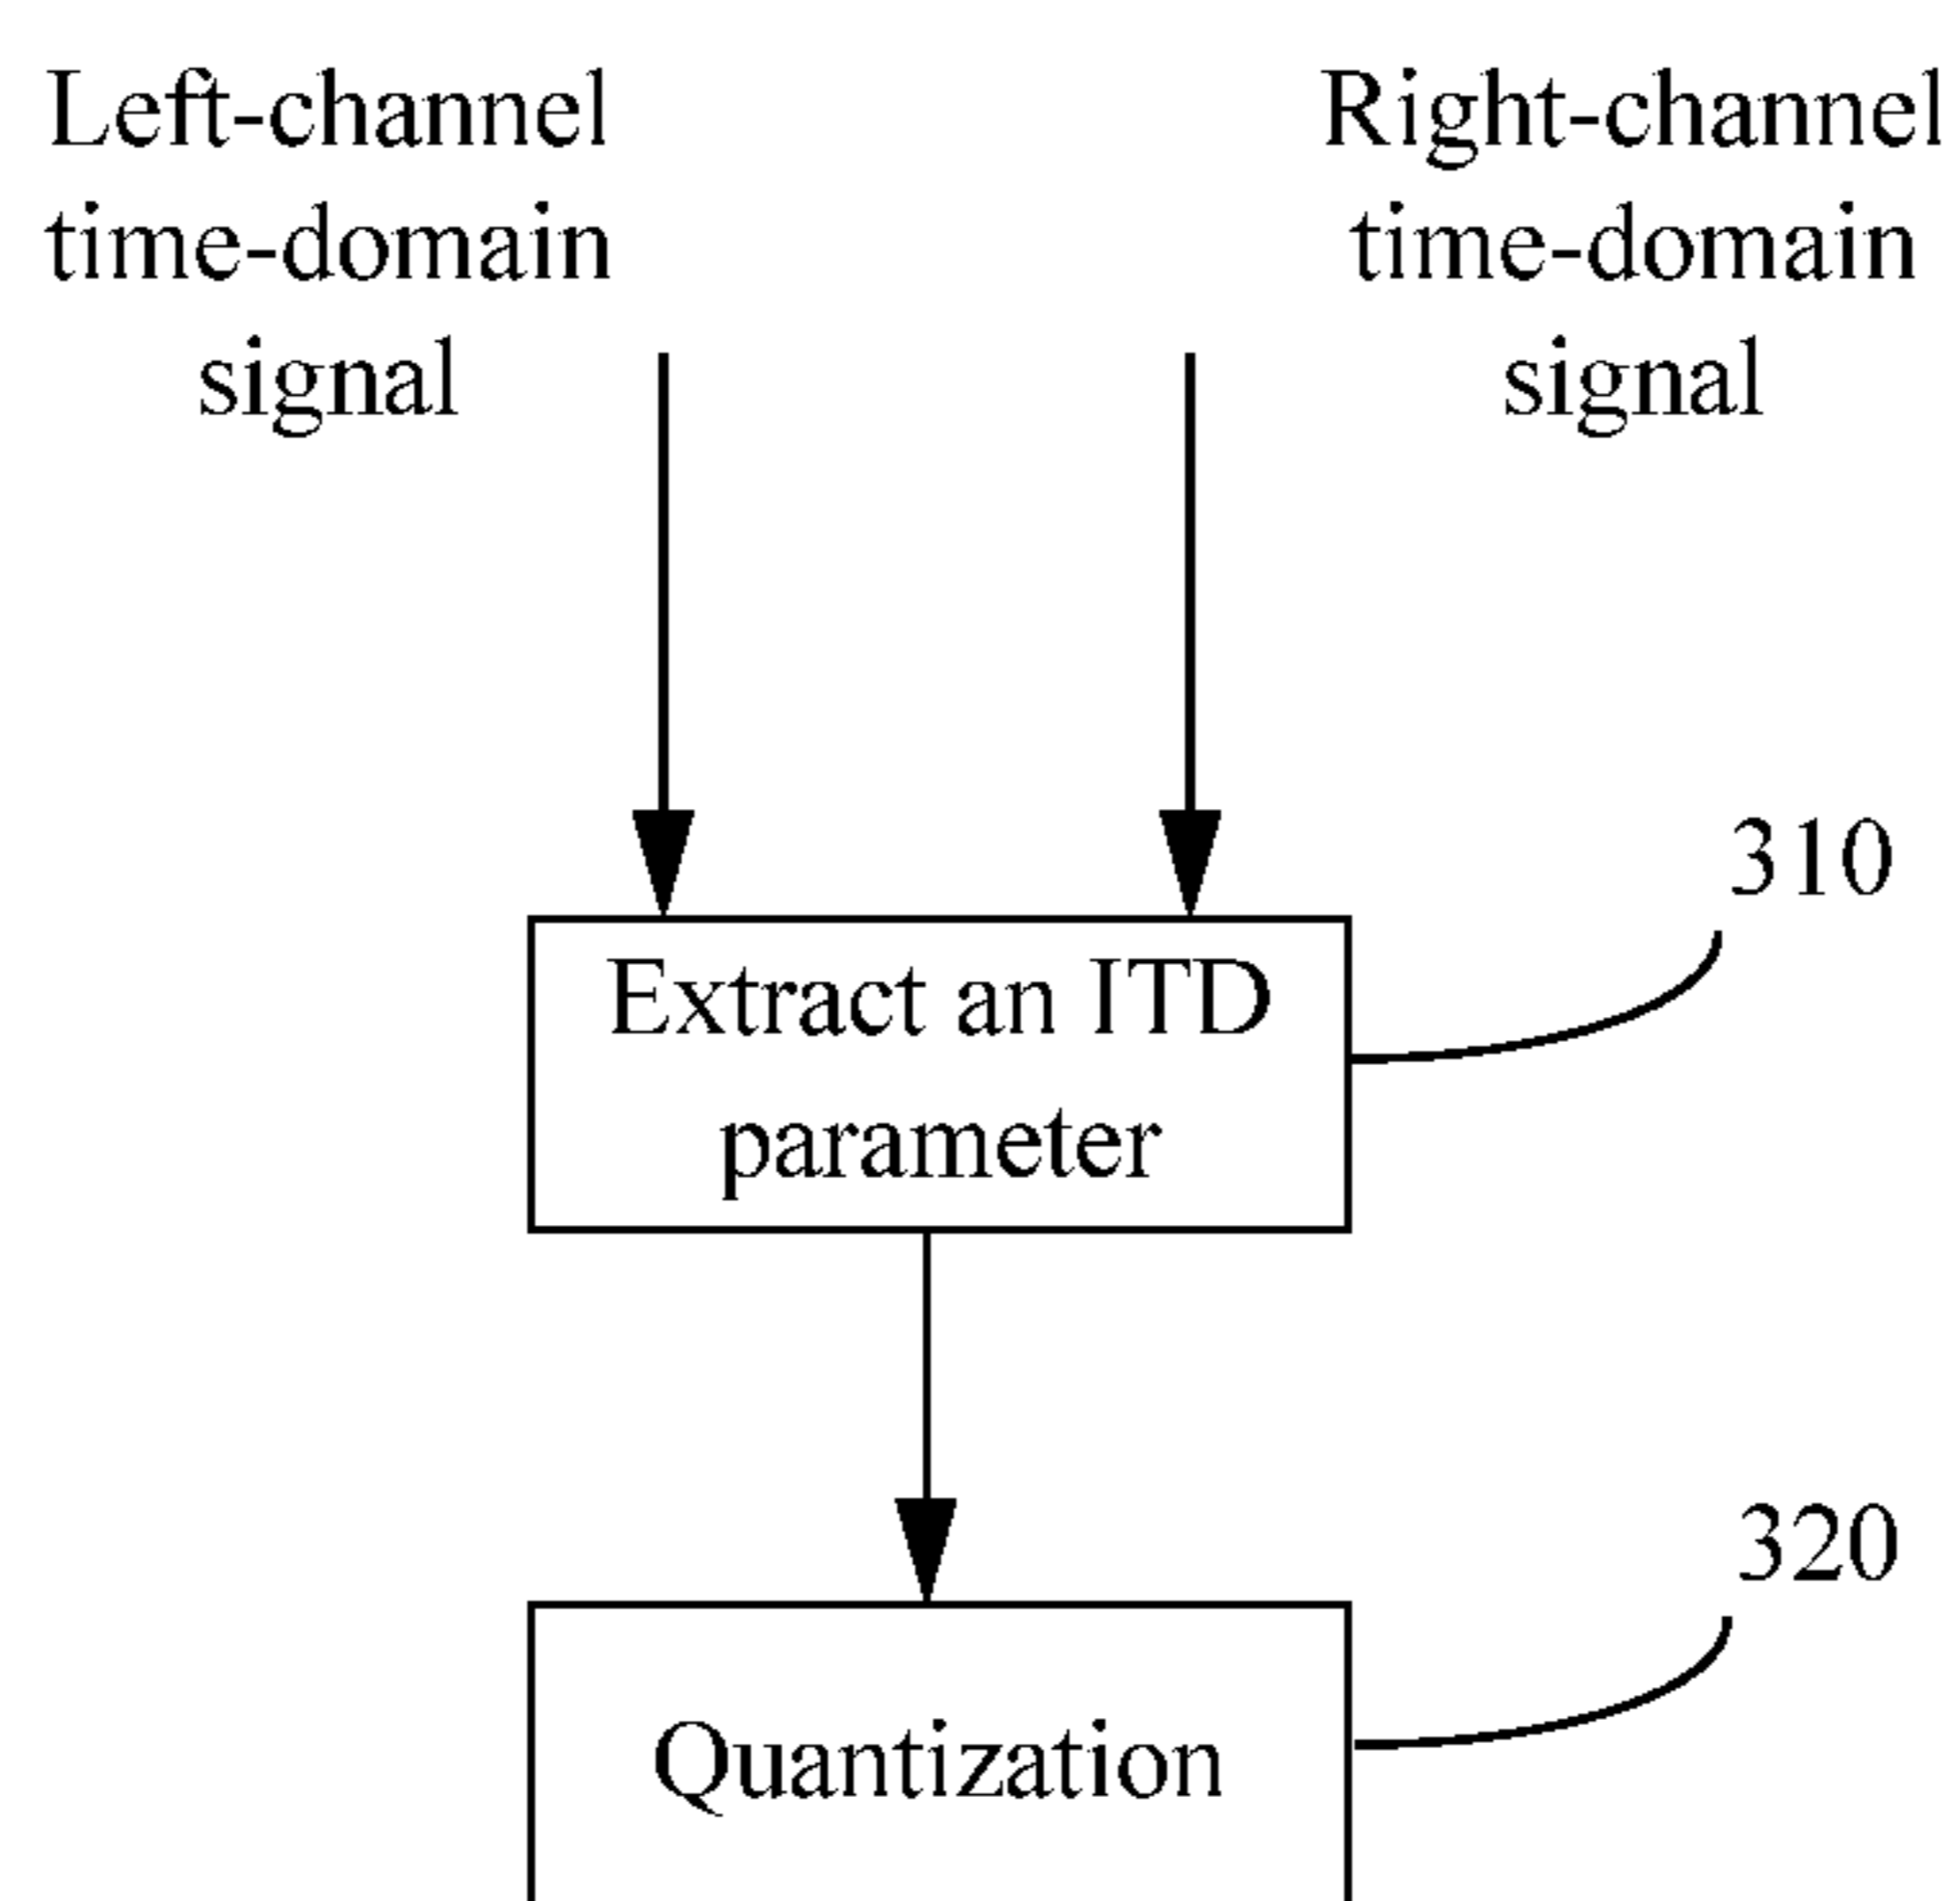 Left-channel
time-domain
signal
Right-channel
time-domain
signal
310
Extract an ITD
parameter
320
Quantization